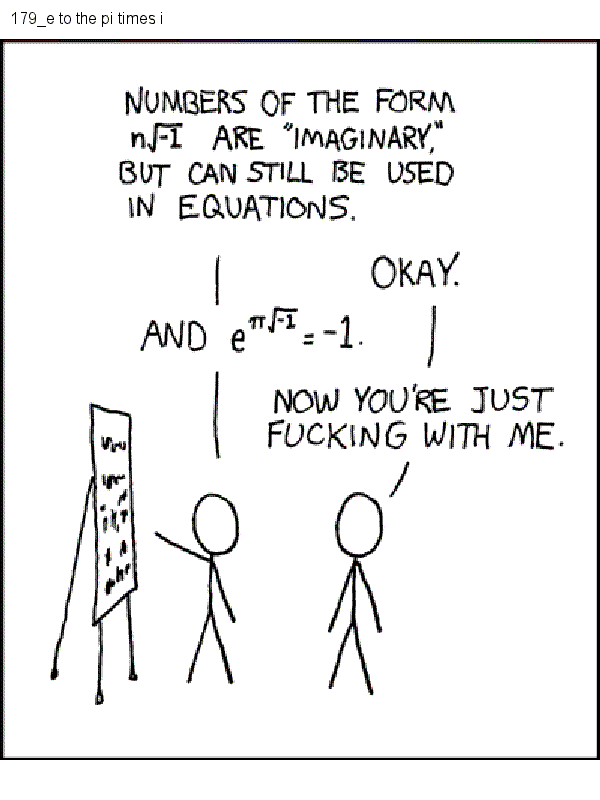 179_e to the pi times i
NUMBERS OF THE FORM
n√-1 ARE "IMAGINARY,"
BUT CAN STILL BE USED
IN EQUATIONS.
OKAY.
AND e^π√-1 = -1.
NOW YOU'RE JUST
FUCKING WITH ME.